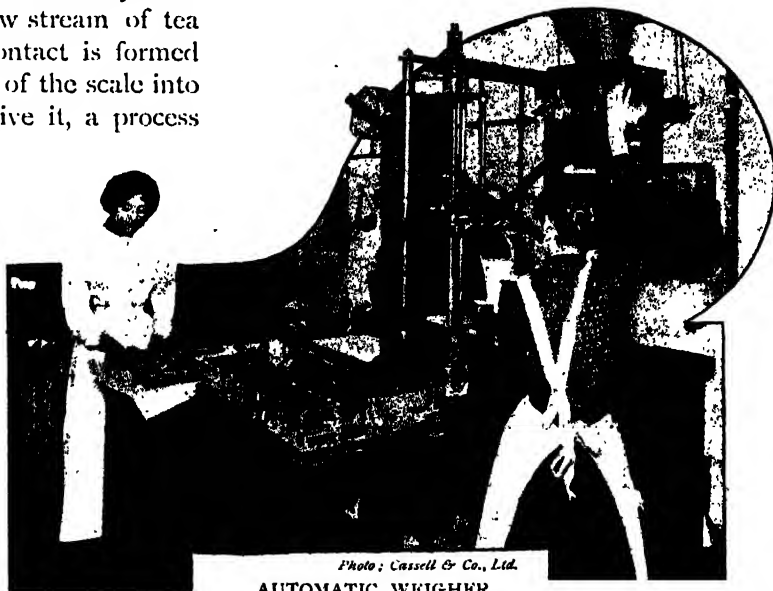 w stream of tea
ontact is formed
of the scale into
ive it, a process
Photo: Cassell & Co., Ltd.
AUTOMATIC WEIGHER